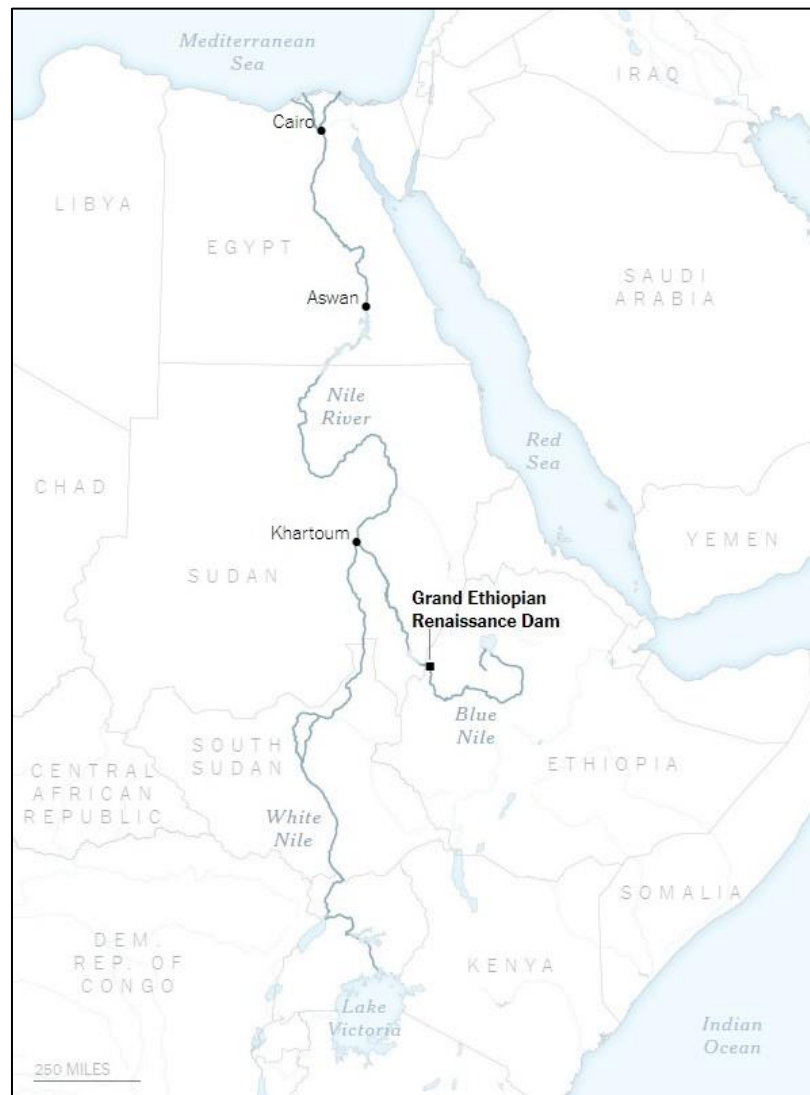 Mediterranean
Sea
IRAQ
Cairo
LIBYA
EGYPT
SAUDI
ARABIA
Aswan
Nile
River
Red
Sea
CHAD
Khartoum
YEMEN
SUDAN
Grand Ethiopian
Renaissance Dam
Blue
Nile
SOUTH
SUDAN
ETHIOPIA
CENTRAL
AFRICAN
REPUBLIC
White
Nile
SOMALIA
DEM.
REP. OF
CONGO
KENYA
Lake
Victoria
Indian
Ocean
250 MILES